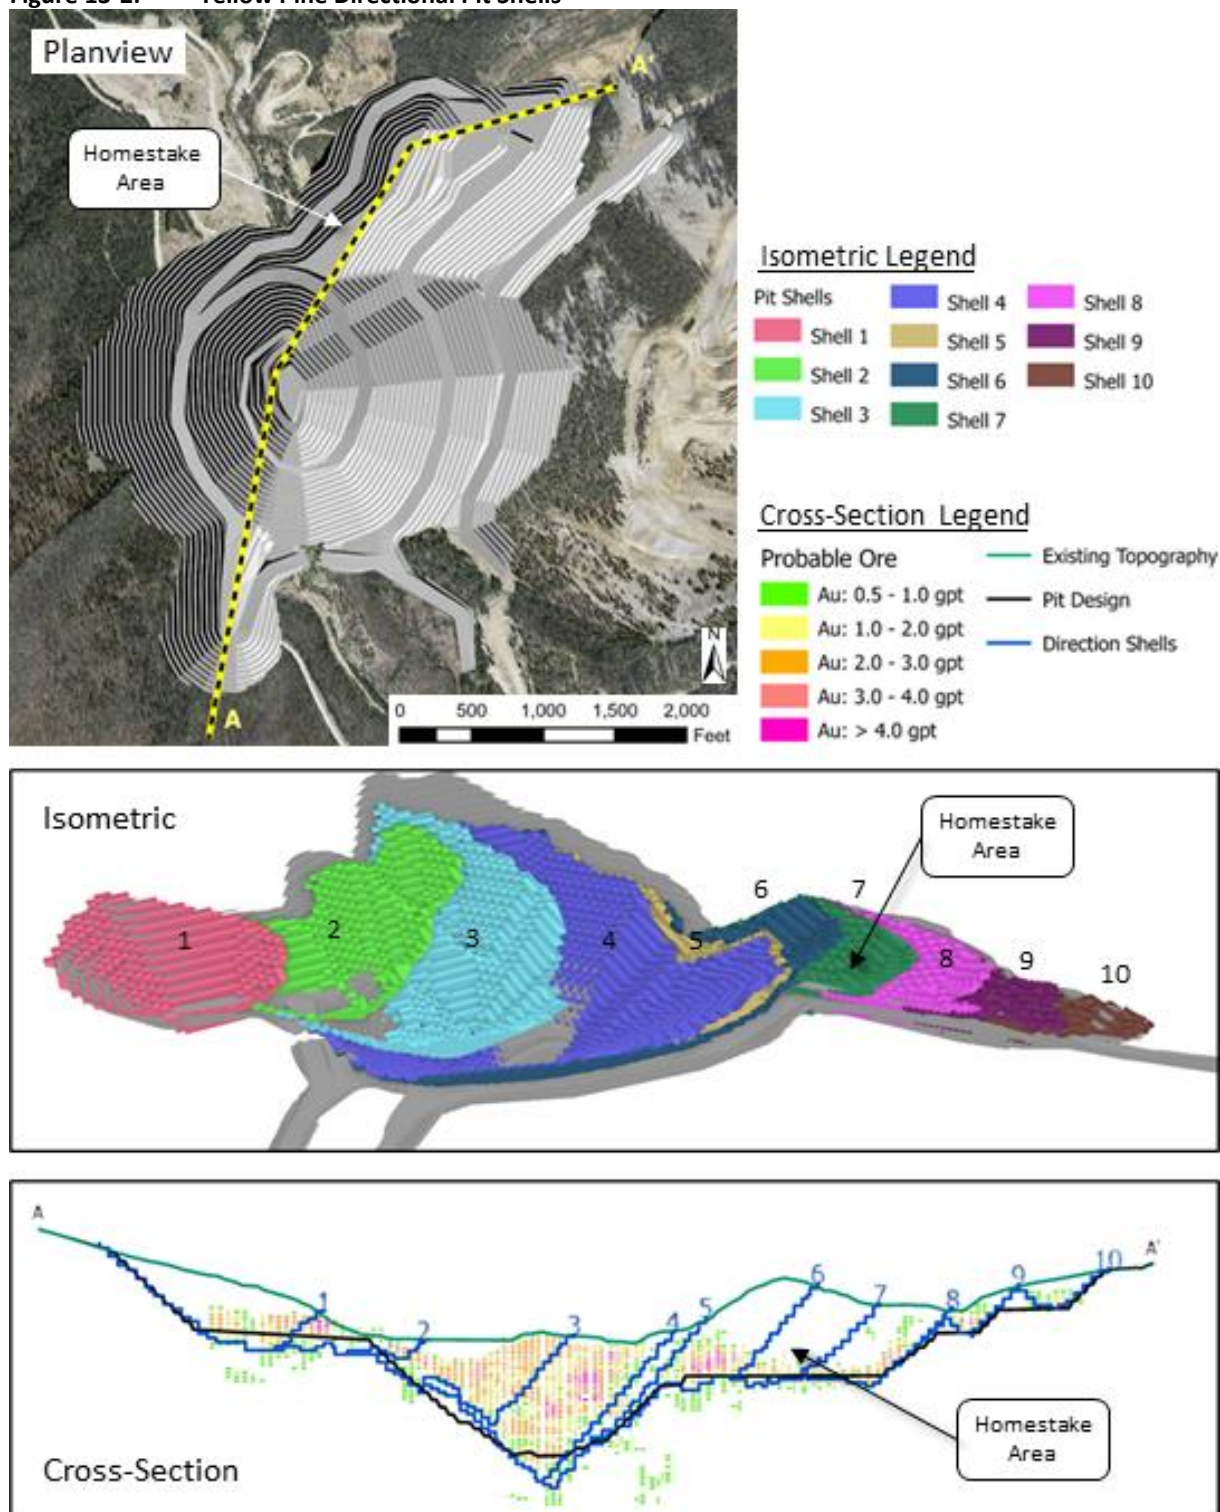 Figure 15-2: Yellow Pine Directional Pit Shells
Planview
A'
Homestake
Area
A
N
0 500 1,000 1,500 2,000
Feet
Isometric Legend
Pit Shells
Shell 1
Shell 2
Shell 3
Shell 4
Shell 5
Shell 6
Shell 7
Shell 8
Shell 9
Shell 10
Cross-Section Legend
Probable Ore
Au: 0.5 - 1.0 gpt
Au: 1.0 - 2.0 gpt
Au: 2.0 - 3.0 gpt
Au: 3.0 - 4.0 gpt
Au: > 4.0 gpt
Existing Topography
Pit Design
Direction Shells
Isometric
Homestake
Area
1
2
3
4
5
6
7
8
9
10
A
A'
1
2
3
4
5
6
7
8
9
10
Homestake
Area
Cross-Section